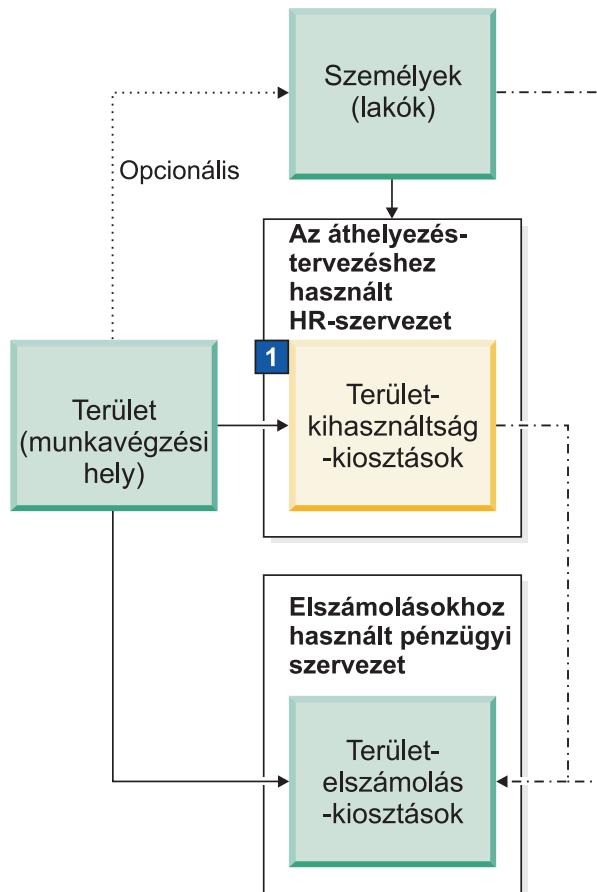 Személyek
(lakók)
Opcionális
Az áthelyezés-
tervezéshez
használt
HR-szervezet
1
Terület-
kihasználtság
-kiosztások
Terület
(munkavégzési
hely)
Elszámolásokhoz
használt pénzügyi
szervezet
Terület-
elszámolás
-kiosztások